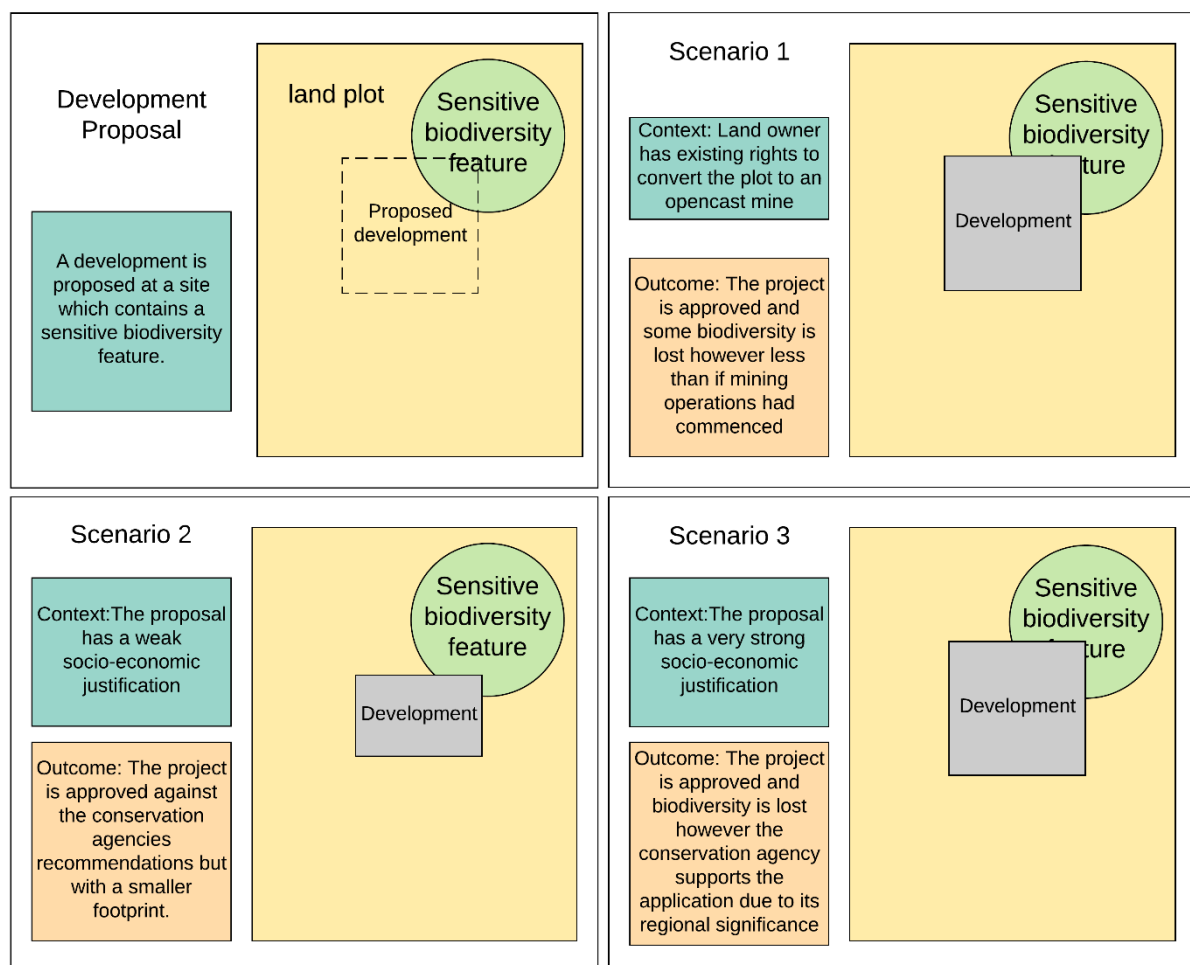 Development
Proposal
A development is
proposed at a site
which contains a
sensitive biodiversity
feature.
land plot
Sensitive
biodiversity
feature
Proposed
development
Scenario 1
Context: Land owner
has existing rights to
convert the plot to an
opencast mine
Outcome: The project
is approved and
some biodiversity is
lost however less
than if mining
operations had
commenced
Sensitive
biodiversity
ture
Development
Scenario 2
Context:The proposal
has a weak
socio-economic
justification
Outcome: The project
is approved against
the conservation
agencies
recommendations but
with a smaller
footprint.
Sensitive
biodiversity
feature
Development
Scenario 3
Context:The proposal
has a very strong
socio-economic
justification
Outcome: The project
is approved and
biodiversity is lost
however the
conservation agency
supports the
application due to its
regional significance
Sensitive
biodiversity
ture
Development